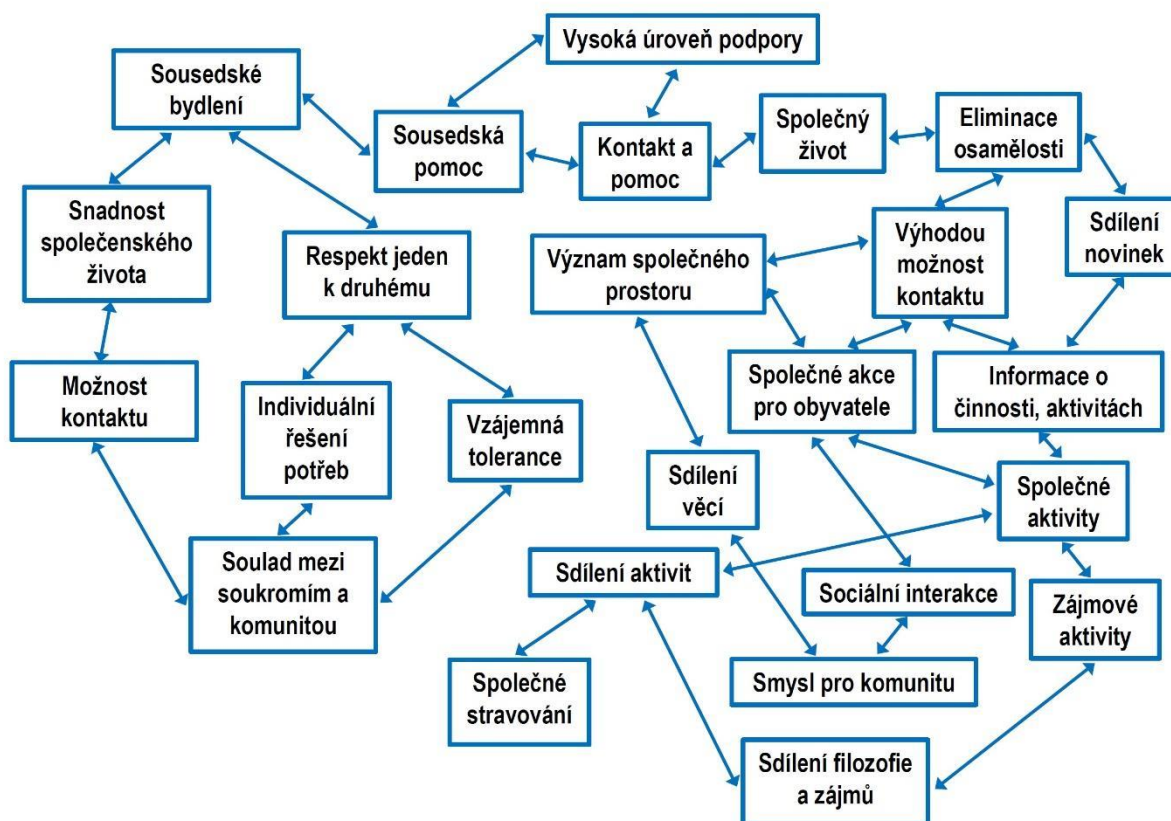 Vysoká úroveň podpory
Sousedské
bydlení
Sousedská
pomoc
Kontakt a
pomoc
Společný
život
Eliminace
osamělosti
Snadnost
společenského
života
Respekt jeden
k druhému
Význam společného
prostoru
Výhodou
možnost
kontaktu
Sdílení
novinek
Možnost
kontaktu
Individuální
řešení
potřeb
Vzájemná
tolerance
Společné akce
pro obyvatele
Informace o
činnosti, aktivitách
Sdílení
věcí
Společné
aktivity
Soulad mezi
soukromím a
komunitou
Sdílení aktivit
Sociální interakce
Zájmové
aktivity
Společné
stravování
Smysl pro komunitu
Sdílení filozofie
a zájmů